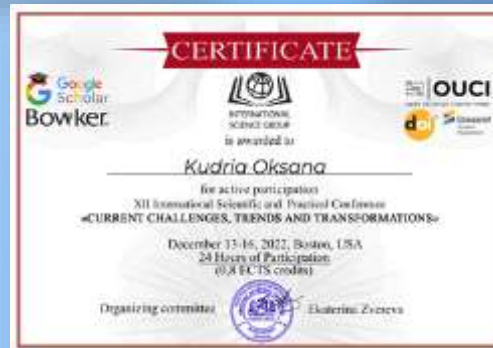 CERTIFICATE
Google
Scholar
Bowker
INTERNATIONAL
SCIENCE GROUP
OUCI
doi
is awarded to
Kudria Oksana
for active participation
XII International Scientific and Practical Conference
«CURRENT CHALLENGES, TRENDS AND TRANSFORMATIONS»
December 13-16, 2022, Boston, USA
24 Hours of Participation
(0,8 ECTS credits)
Organizing committee
Ekaterina Zvereva